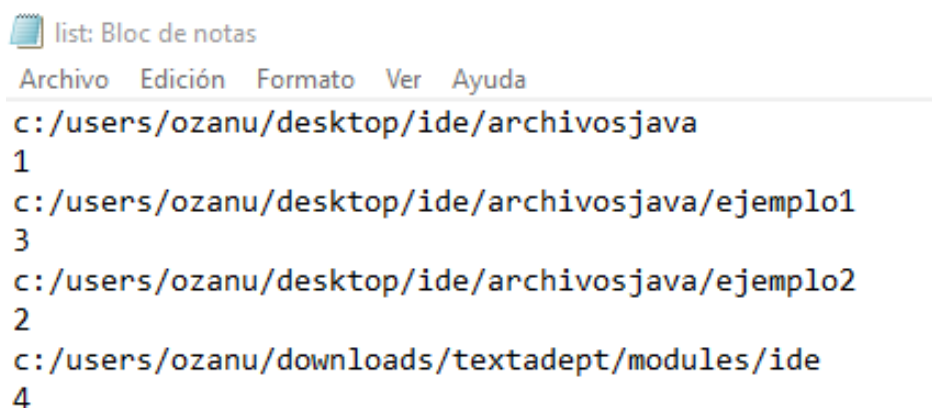 list: Bloc de notas
Archivo Edición Formato Ver Ayuda
c:/users/ozanu/desktop/ide/archivosjava
1
c:/users/ozanu/desktop/ide/archivosjava/ejemplo1
3
c:/users/ozanu/desktop/ide/archivosjava/ejemplo2
2
c:/users/ozanu/downloads/textadept/modules/ide
4